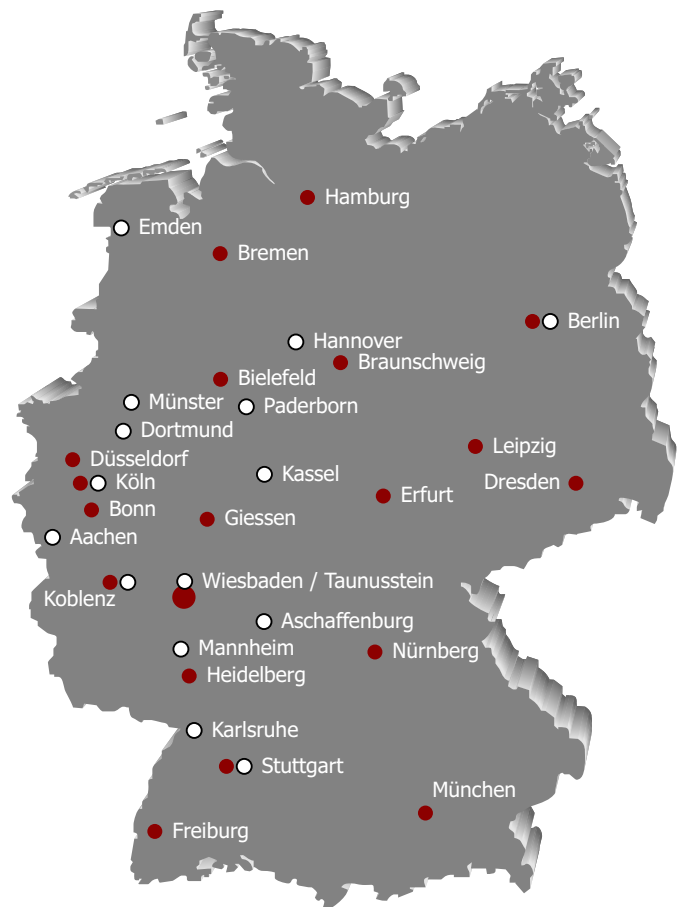 Hamburg
Emden
Bremen
Berlin
Hannover
Braunschweig
Bielefeld
Münster
Paderborn
Dortmund
Leipzig
Düsseldorf
Kassel
Köln
Dresden
Erfurt
Bonn
Giessen
Aachen
Wiesbaden / Taunusstein
Koblenz
Aschaffenburg
Mannheim
Nürnberg
Heidelberg
Karlsruhe
Stuttgart
München
Freiburg